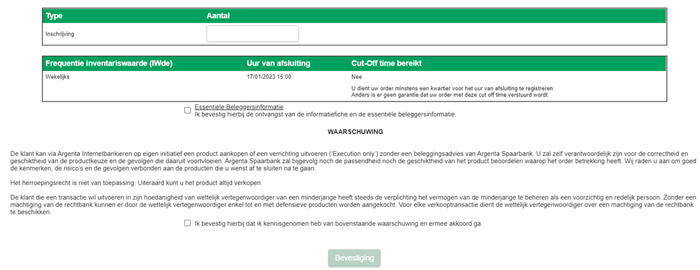 Type Aantal
Inschrijving
Frequentie inventariswaarde (IWde) Uur van afsluiting Cut-Off time bereikt
Wekelijks 17/01/2023 15:00 Nee
U dient uw order minstens een kwartier voor het uur van afsluiting te registreren.
Anders is er geen garantie dat uw order met deze cut off time verstuurd wordt.
Essentiële Beleggersinformatie
Ik bevestig hierbij de ontvangst van de informatiefiche en de essentiële beleggersinformatie.
WAARSCHUWING
De klant kan via Argenta Internetbankieren op eigen initiatief een product aankopen of een verrichting uitvoeren ('Execution only') zonder een beleggingsadvies van Argenta Spaarbank. U zal zelf verantwoordelijk zijn voor de correctheid en
geschiktheid van de productkeuze en de gevolgen die daaruit voortvloeien. Argenta Spaarbank zal bijgevolg noch de passendheid noch de geschiktheid van het product beoordelen waarop het order betrekking heeft. Wij raden u aan om goed
de kenmerken, de risico's en de gevolgen verbonden aan de producten die u wenst af te sluiten na te gaan.
Het herroepingsrecht is niet van toepassing. Uiteraard kunt u het product altijd verkopen.
De klant die een transactie wil uitvoeren in zijn hoedanigheid van wettelijk vertegenwoordiger van een minderjarige heeft steeds de verplichting het vermogen van de minderjarige te beheren als een voorzichtig en redelijk persoon. Zonder een
machtiging van de rechtbank kunnen er door de wettelijk vertegenwoordiger enkel tot en met defensieve producten worden aangekocht. Voor elke verkooptransactie dient de wettelijk vertegenwoordiger over een machtiging van de rechtbank
te beschikken.
Ik bevestig hierbij dat ik kennisgenomen heb van bovenstaande waarschuwing en ermee akkoord ga.
Bevestiging